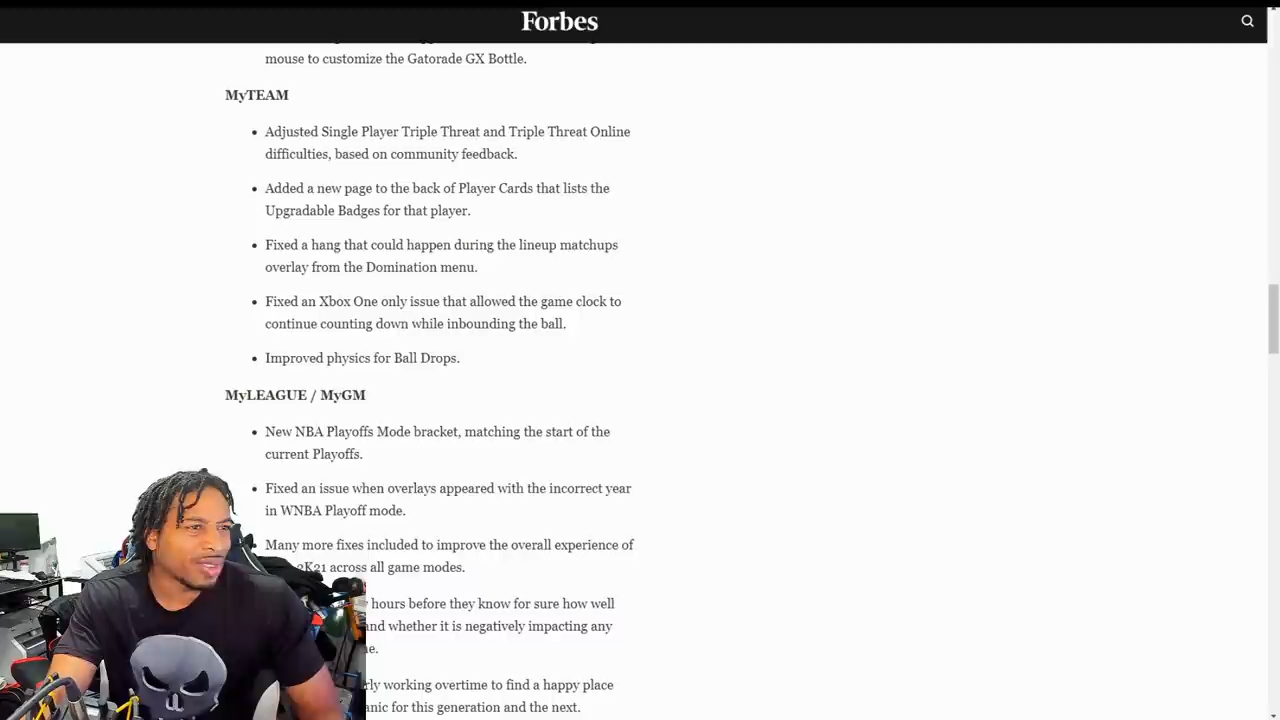 Forbes
mouse to customize the Gatorade GX Bottle.
MyTEAM
• Adjusted Single Player Triple Threat and Triple Threat Online
difficulties, based on community feedback.
• Added a new page to the back of Player Cards that lists the
Upgradable Badges for that player.
• Fixed a hang that could happen during the lineup matchups
overlay from the Domination menu.
• Fixed an Xbox One only issue that allowed the game clock to
continue counting down while inbounding the ball.
• Improved physics for Ball Drops.
MyLEAGUE / MyGM
• New NBA Playoffs Mode bracket, matching the start of the
current Playoffs.
• Fixed an issue when overlays appeared with the incorrect year
in WNBA Playoff mode.
Many more fixes included to improve the overall experience of
2K21 across all game modes.
hours before they know for sure how well
and whether it is negatively impacting any
working overtime to find a happy place
for this generation and the next.